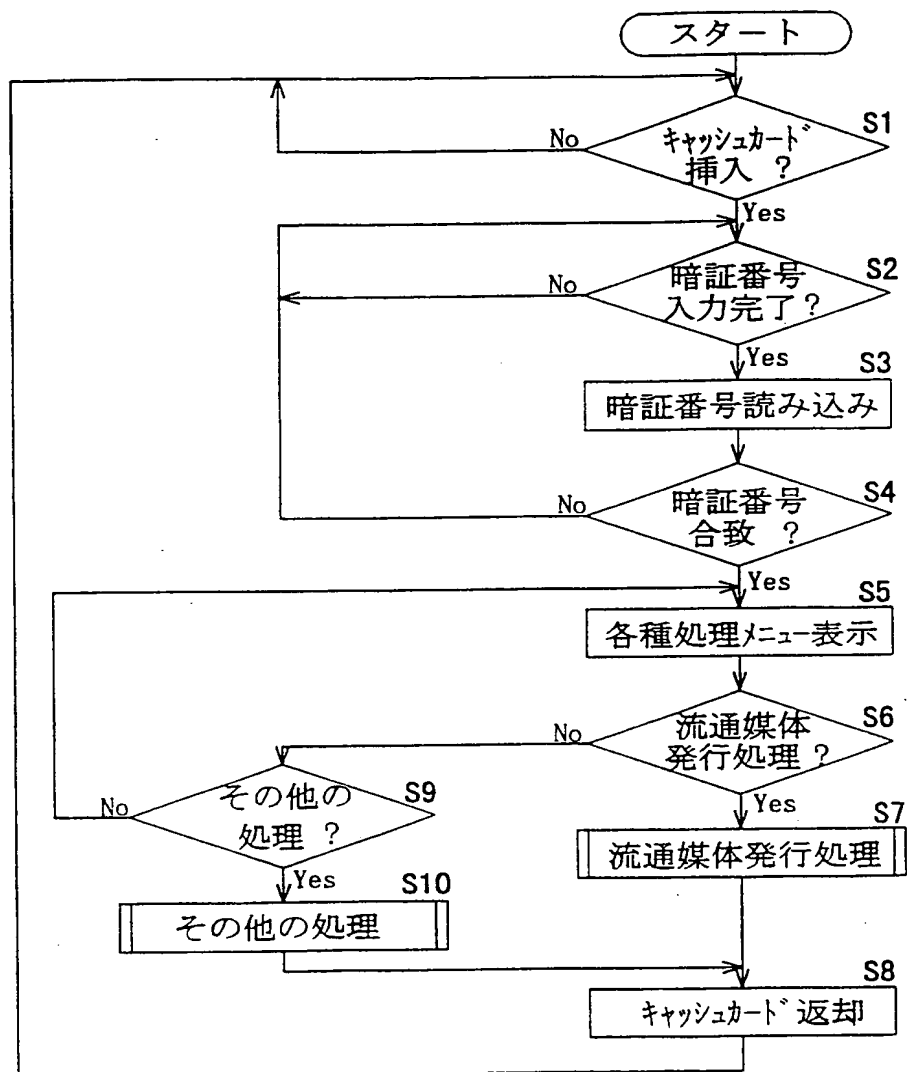 スタート
キャッシュカード
挿入 ?
S1
No
Yes
暗証番号
入力完了?
S2
No
Yes
S3
暗証番号読み込み
暗証番号
合致 ?
S4
No
Yes
S5
各種処理メニュー表示
流通媒体
発行処理?
S6
No
Yes
S7
流通媒体発行処理
その他の
処理 ?
S9
No
Yes
S10
その他の処理
S8
キャッシュカード返却